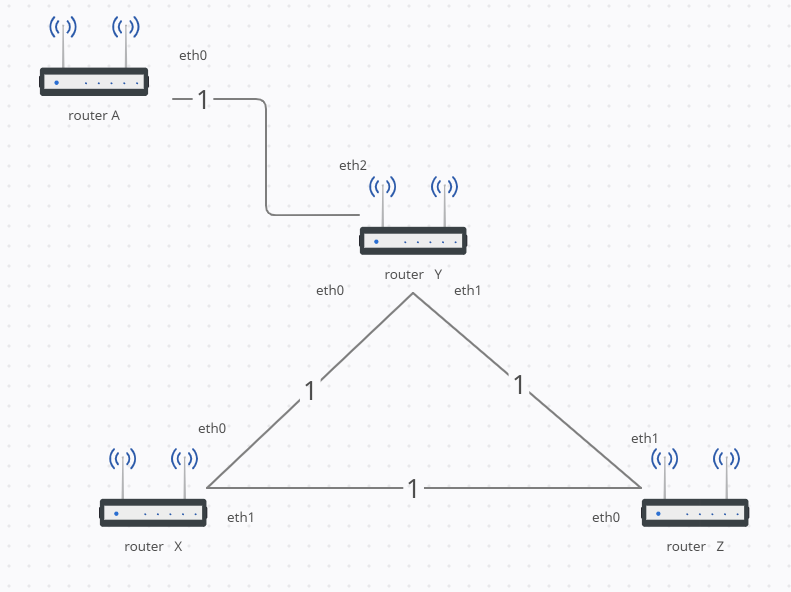 eth0
1
router A
eth2
router Y
eth0
eth1
1
1
eth0
eth1
1
eth1
eth0
router X
router Z